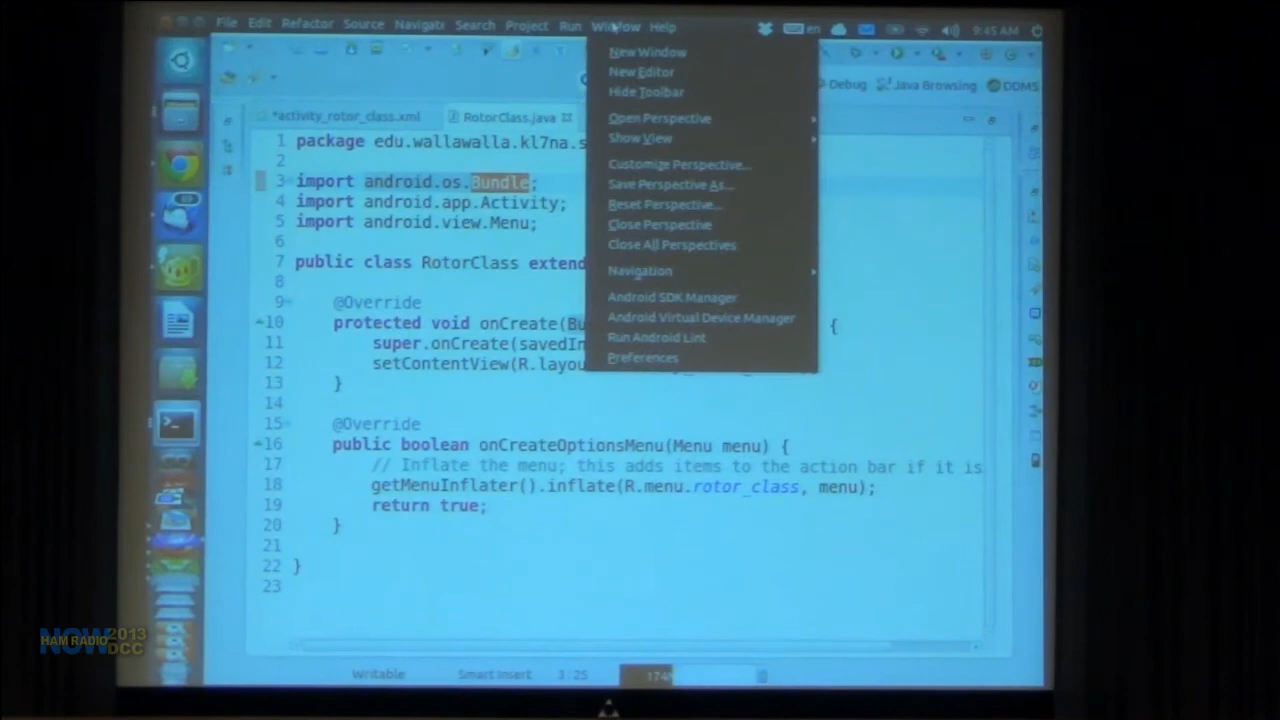 File Edit Refactor Source Navigate Search Project Run Window Help en 9:45 AM
New Window
New Editor
Hide Toolbar
Open Perspective
Show View
Customize Perspective...
Save Perspective As...
Reset Perspective...
Close Perspective
Close All Perspectives
Navigation
Android SDK Manager
Android Virtual Device Manager
Run Android Lint
Preferences
Debug Java Browsing DDMS
*activity_rotor_class.xml RotorClass.java
1 package edu.wallawalla.kl7na.s
2
3 import android.os.Bundle;
4 import android.app.Activity;
5 import android.view.Menu;
6
7 public class RotorClass extend
8
9 @Override
10 protected void onCreate(Bu {
11 super.onCreate(savedIn
12 setContentView(R.layou
13 }
14
15 @Override
16 public boolean onCreateOptionsMenu(Menu menu) {
17 // Inflate the menu; this adds items to the action bar if it is
18 getMenuInflater().inflate(R.menu.rotor_class, menu);
19 return true;
20 }
21
22 }
23
Writable Smart Insert 3:25
HAM RADIO NOW 2013 DCC